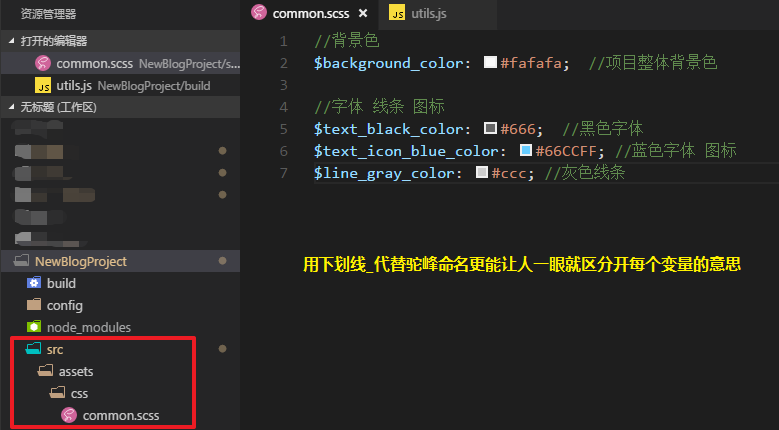 资源管理器
打开的编辑器
common.scss NewBlogProject/s...
utils.js NewBlogProject/build
无标题 (工作区)
NewBlogProject
build
config
node_modules
src
assets
css
common.scss
common.scss ×
JS utils.js
1 //背景色
2 $background_color: #fafafa; //项目整体背景色
3
4 //字体 线条 图标
5 $text_black_color: #666; //黑色字体
6 $text_icon_blue_color: #66CCFF; //蓝色字体 图标
7 $line_gray_color: #ccc; //灰色线条
用下划线_代替驼峰命名更能让人一眼就区分开每个变量的意思